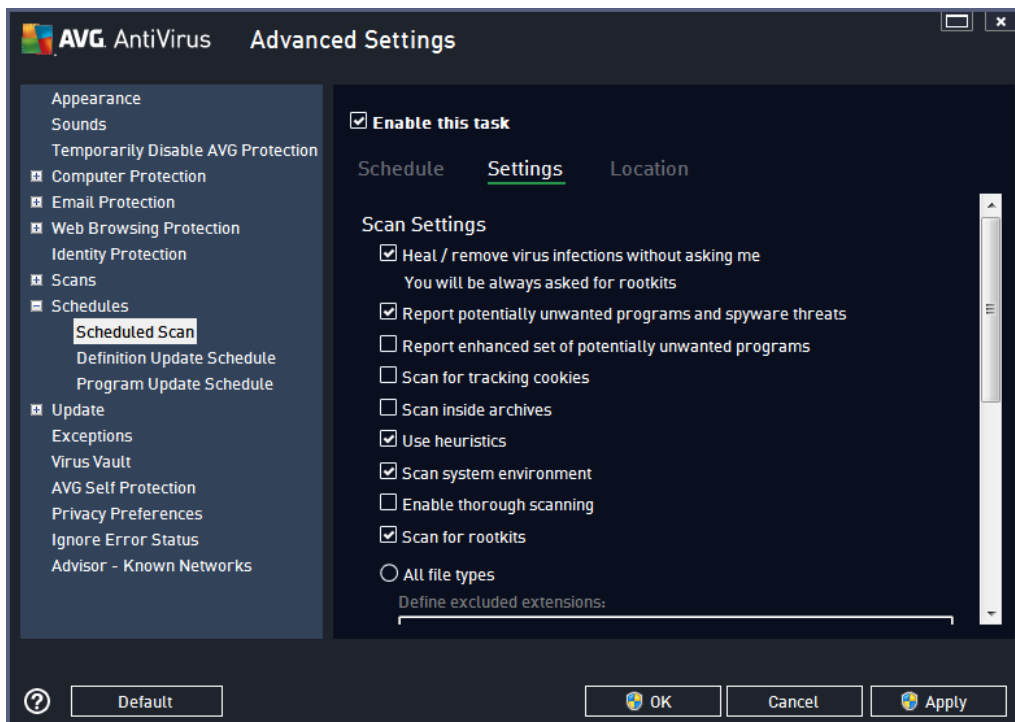 AVG. AntiVirus Advanced Settings
Appearance
Sounds
Temporarily Disable AVG Protection
Computer Protection
Email Protection
Web Browsing Protection
Identity Protection
Scans
Schedules
Scheduled Scan
Definition Update Schedule
Program Update Schedule
Update
Exceptions
Virus Vault
AVG Self Protection
Privacy Preferences
Ignore Error Status
Advisor - Known Networks
Enable this task
Schedule Settings Location
Scan Settings
Heal / remove virus infections without asking me
You will be always asked for rootkits
Report potentially unwanted programs and spyware threats
Report enhanced set of potentially unwanted programs
Scan for tracking cookies
Scan inside archives
Use heuristics
Scan system environment
Enable thorough scanning
Scan for rootkits
All file types
Define excluded extensions:
? Default OK Cancel Apply